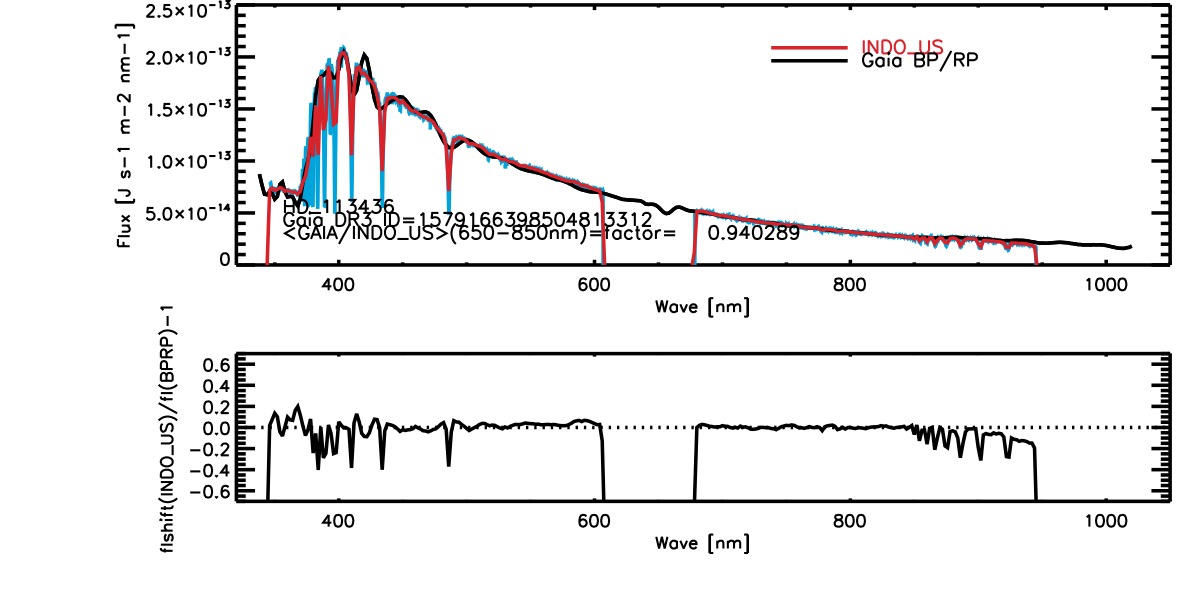 2.5×10−13
2.0×10−13
1.5×10−13
1.0×10−13
5.0×10−14
0
Flux [J s−1 m−2 nm−1]
INDO_US
Gaia BP/RP
HD_113436
Gaia DR3 ID=1579166398504813312
<GAIA/INDO_US>(650−850nm)=factor= 0.940289
400 600 800 1000
Wave [nm]
0.6
0.4
0.2
0.0
−0.2
−0.4
−0.6
flshift(INDO_US)/fl(BPRP)−1
400 600 800 1000
Wave [nm]